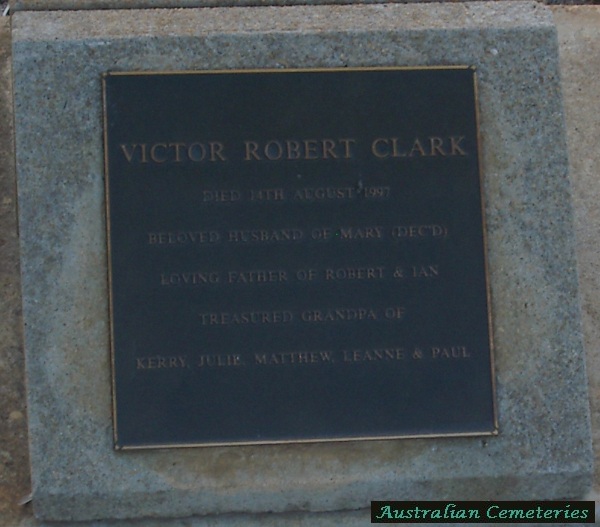 VICTOR ROBERT CLARK
DIED 14TH AUGUST 1997
BELOVED HUSBAND OF MARY (DEC'D)
LOVING FATHER OF ROBERT & IAN
TREASURED GRANDPA OF
KERRY, JULIE, MATTHEW, LEANNE & PAUL
Australian Cemeteries